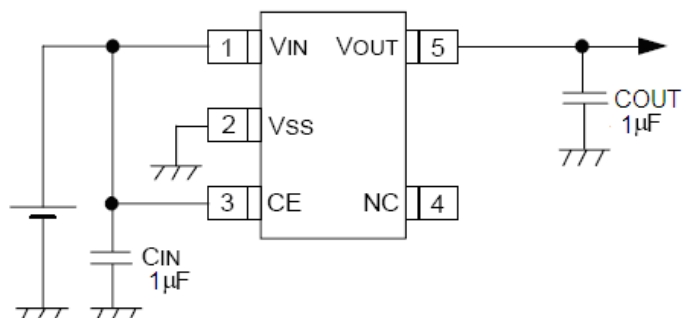 1 VIN VOUT 5
2 VSS
3 CE NC 4
COUT
1μF
CIN
1μF